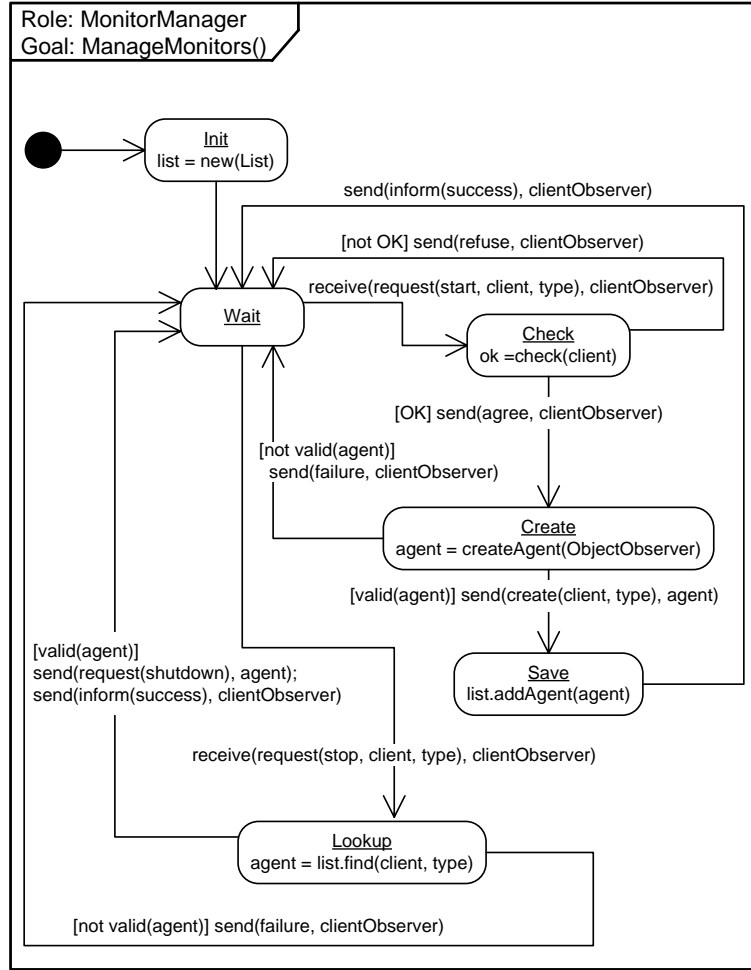 Role: MonitorManager
Goal: ManageMonitors()
Init
list = new(List)
send(inform(success), clientObserver)
[not OK] send(refuse, clientObserver)
receive(request(start, client, type), clientObserver)
Wait
Check
ok =check(client)
[OK] send(agree, clientObserver)
[not valid(agent)]
send(failure, clientObserver)
Create
agent = createAgent(ObjectObserver)
[valid(agent)] send(create(client, type), agent)
[valid(agent)]
send(request(shutdown), agent);
send(inform(success), clientObserver)
Save
list.addAgent(agent)
receive(request(stop, client, type), clientObserver)
Lookup
agent = list.find(client, type)
[not valid(agent)] send(failure, clientObserver)